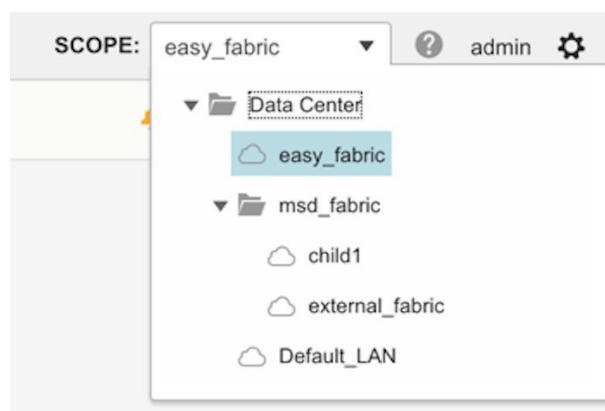 SCOPE: easy_fabric admin
Data Center
easy_fabric
msd_fabric
child1
external_fabric
Default_LAN